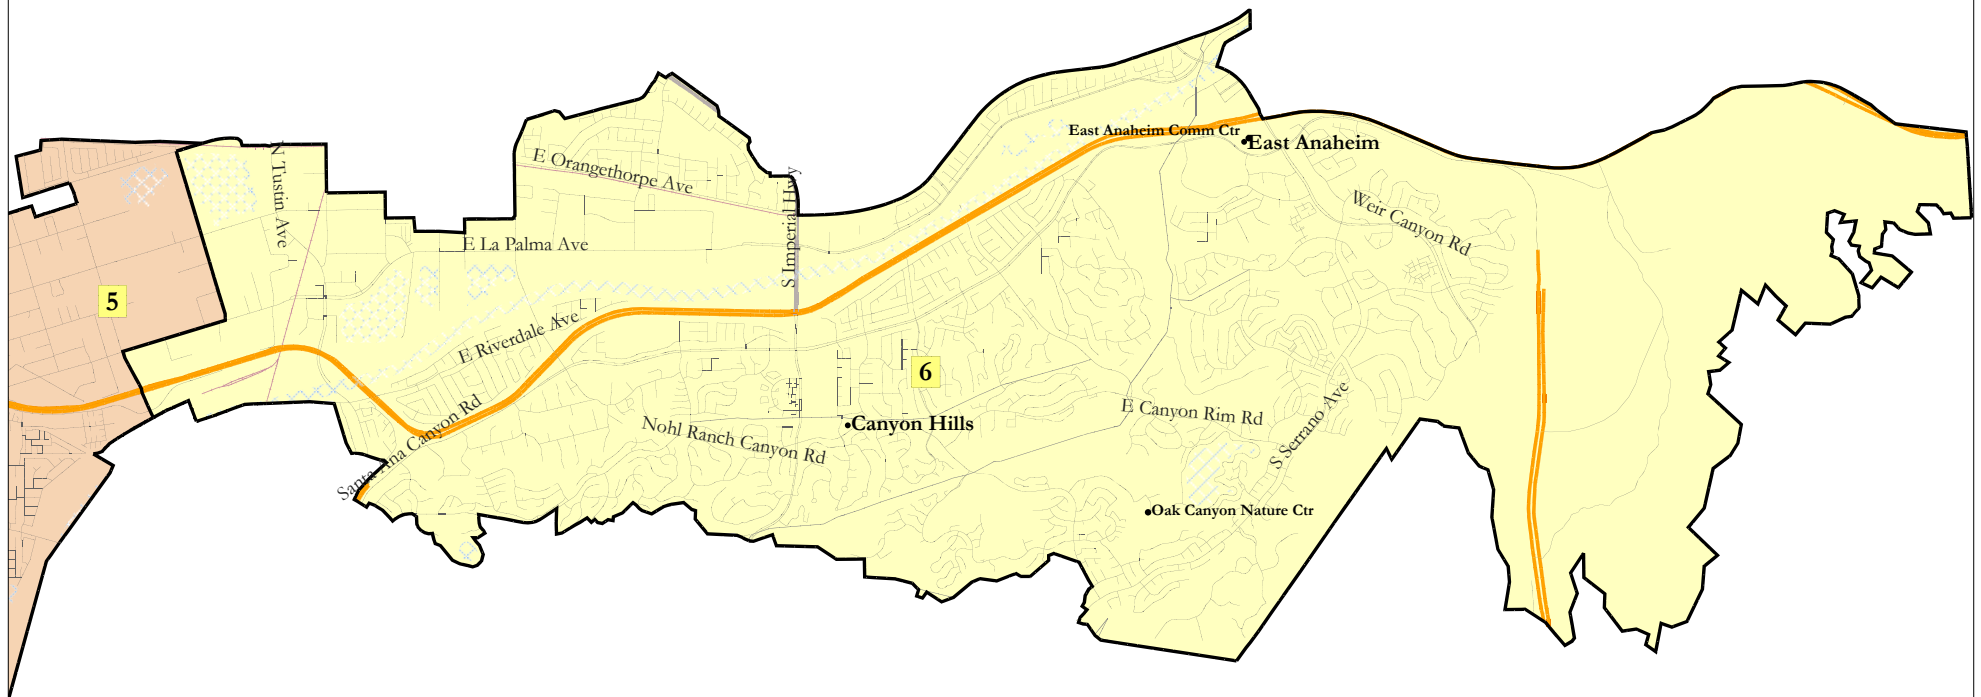 East Anaheim Comm Ctr
East Anaheim
N Tustin Ave
E Orangethorpe Ave
S Imperial Hwy
Weir Canyon Rd
E La Palma Ave
5
E Riverdale Ave
6
Santa Ana Canyon Rd
Nohl Ranch Canyon Rd
Canyon Hills
E Canyon Rim Rd
S Serrano Ave
Oak Canyon Nature Ctr